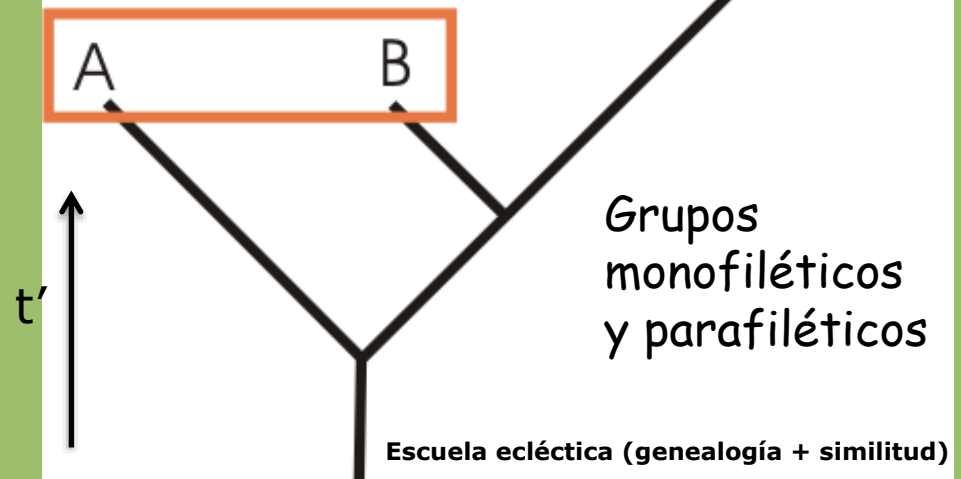 A B
t’
Grupos
monofiléticos
y parafiléticos
Escuela ecléctica (genealogía + similitud)